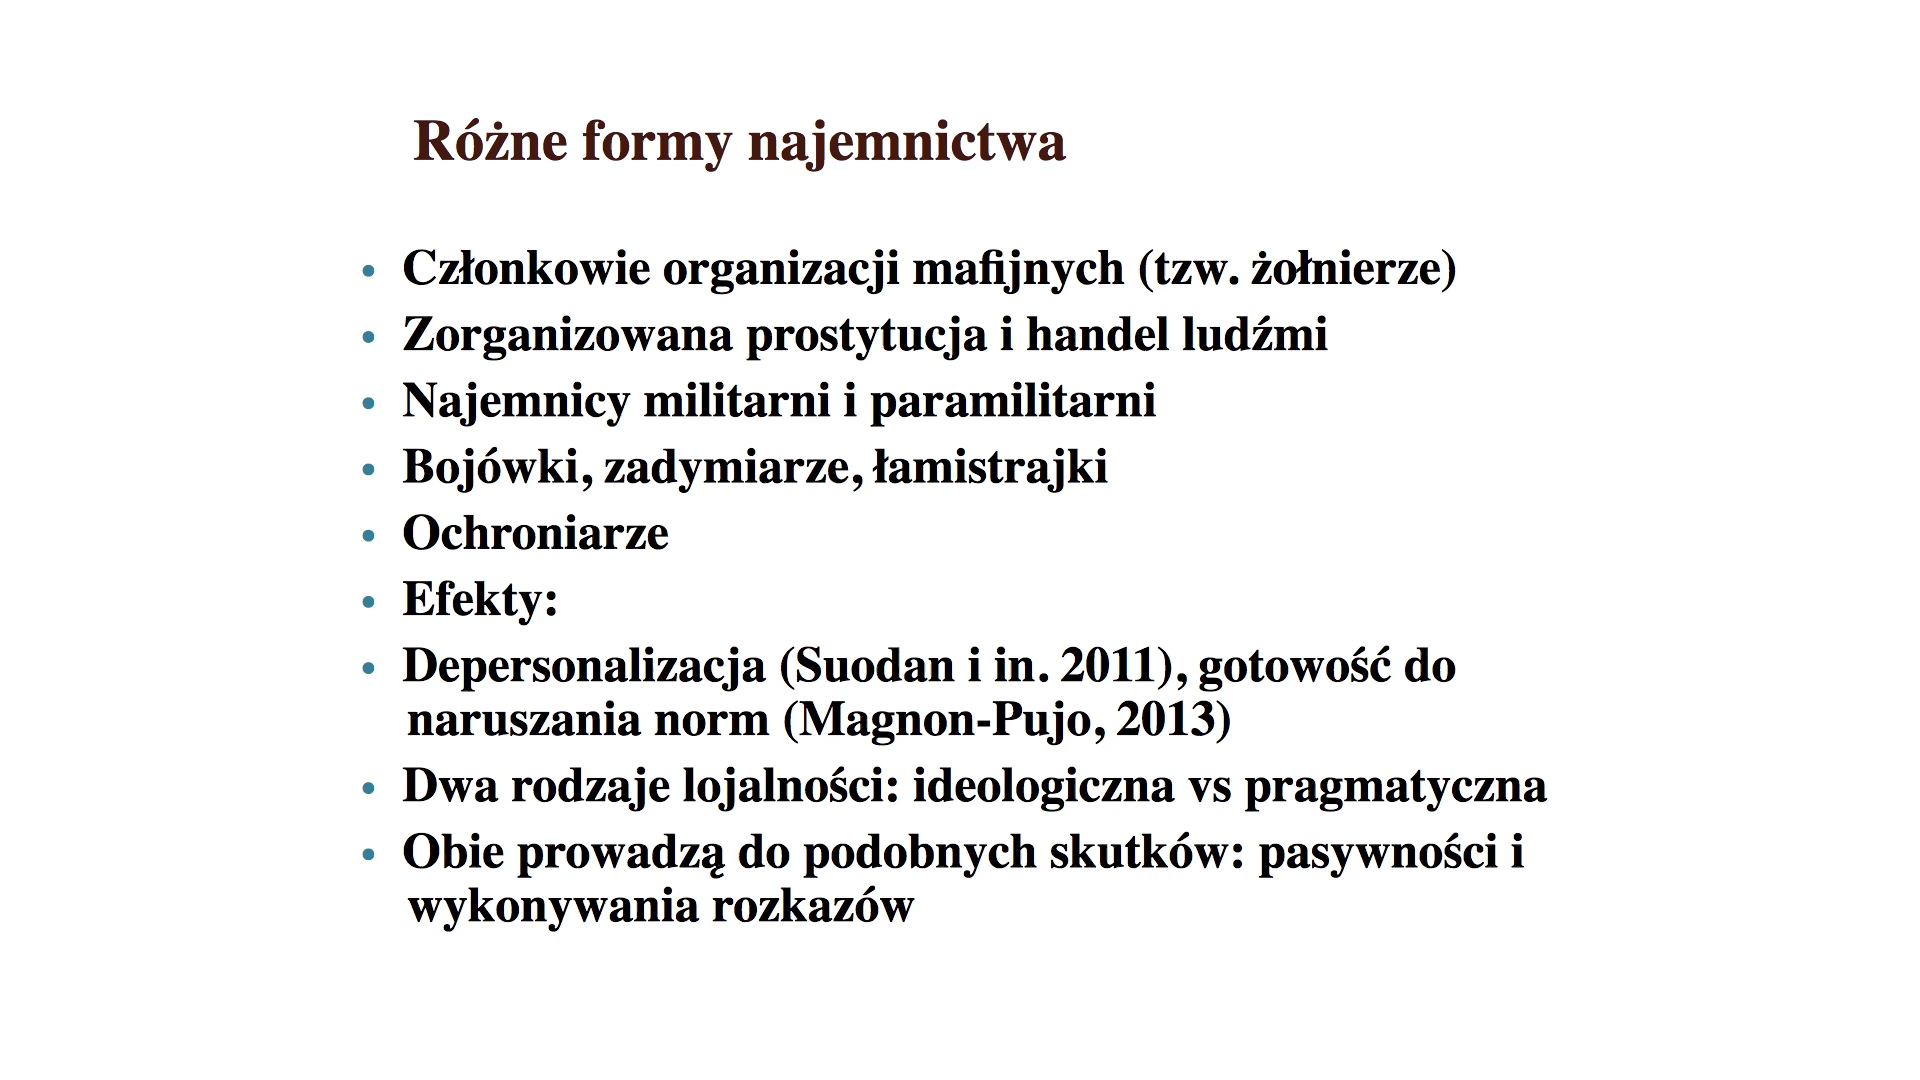 Różne formy najemnictwa
• Członkowie organizacji mafijnych (tzw. żołnierze)
• Zorganizowana prostytucja i handel ludźmi
• Najemnicy militarni i paramilitarni
• Bojówki, zadymiarze, łamistrajki
• Ochroniarze
• Efekty:
• Depersonalizacja (Suodan i in. 2011), gotowość do
naruszania norm (Magnon-Pujo, 2013)
• Dwa rodzaje lojalności: ideologiczna vs pragmatyczna
• Obie prowadzą do podobnych skutków: pasywności i
wykonywania rozkazów